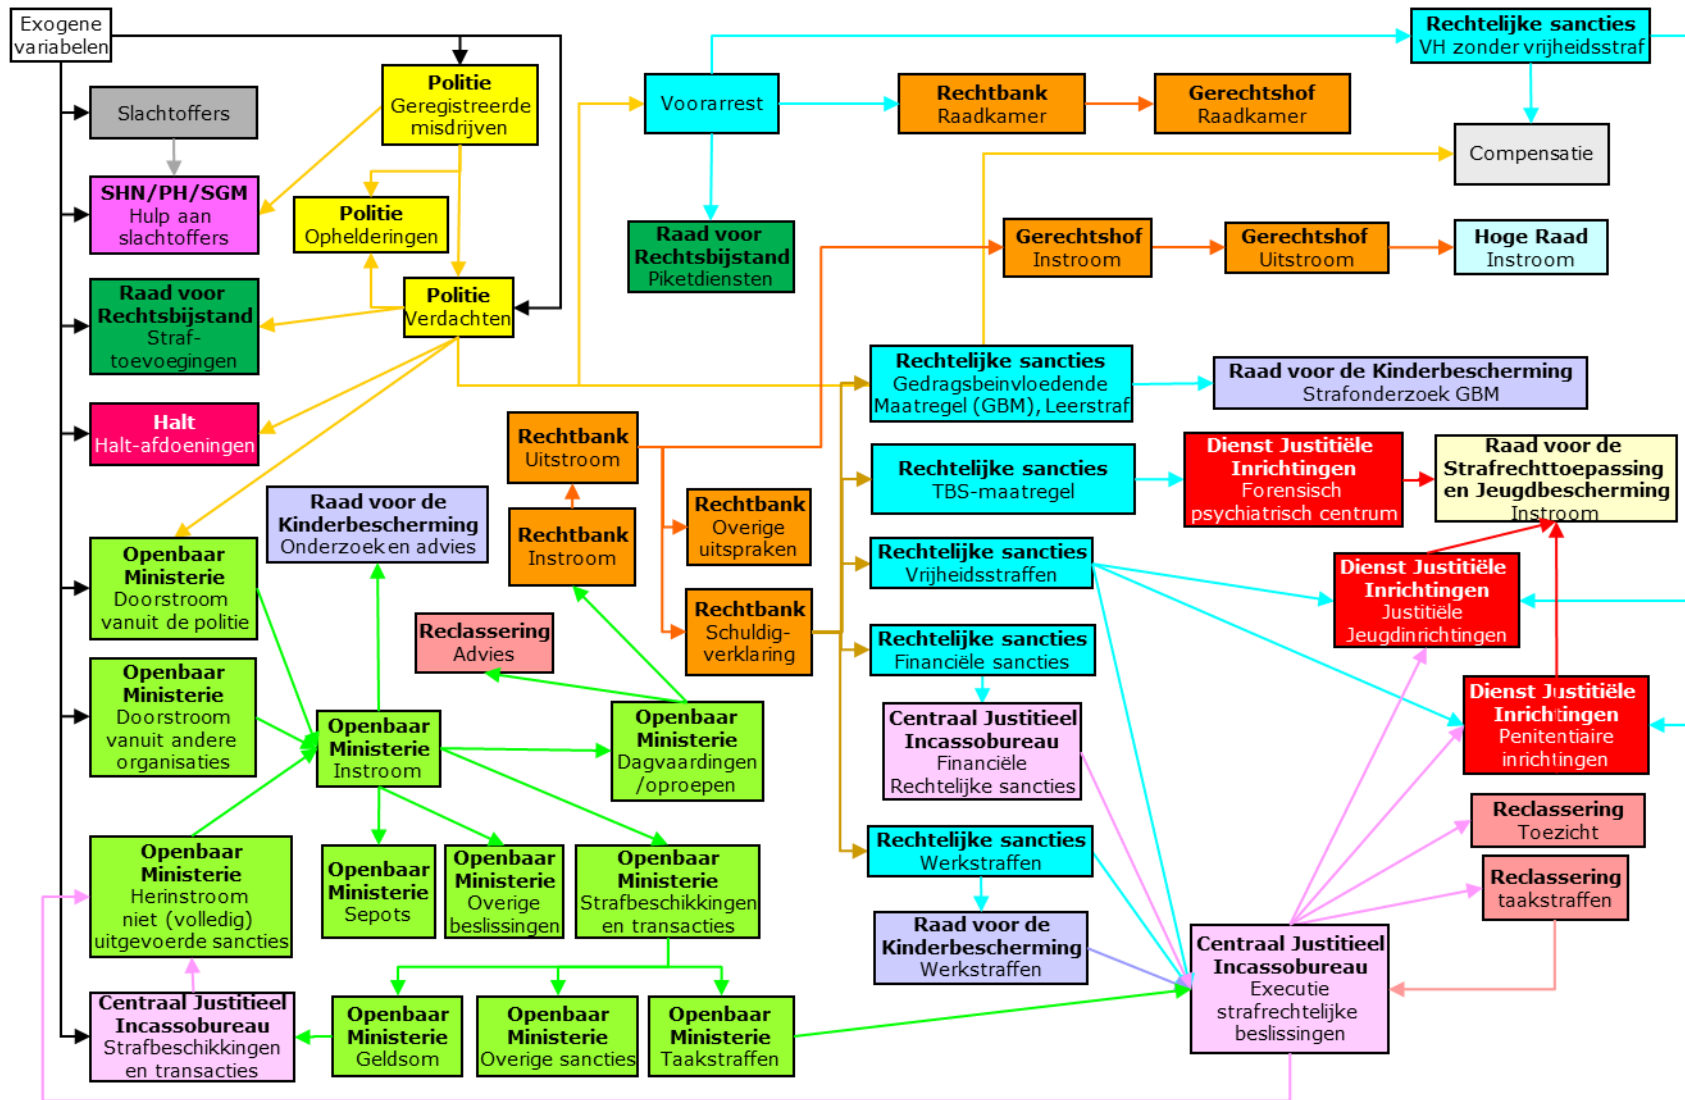 Exogene
variabelen
Slachtoffers
SHN/PH/SGM
Hulp aan
slachtoffers
Raad voor
Rechtsbijstand
Straf-
toevoegingen
Halt
Halt-afdoeningen
Politie
Geregistreerde
misdrijven
Politie
Ophelderingen
Politie
Verdachten
Voorarrest
Raad voor
Rechtsbijstand
Piketdiensten
Rechtbank
Raadkamer
Gerechtshof
Raadkamer
Rechtelijke sancties
VH zonder vrijheidsstraf
Compensatie
Gerechtshof
Instroom
Gerechtshof
Uitstroom
Hoge Raad
Instroom
Rechtelijke sancties
Gedragsbeinvloedende
Maatregel (GBM), Leerstraf
Raad voor de Kinderbescherming
Strafonderzoek GBM
Rechtelijke sancties
TBS-maatregel
Dienst Justitiële
Inrichtingen
Forensisch
psychiatrisch centrum
Raad voor de
Strafrechttoepassing
en Jeugdbescherming
Instroom
Rechtbank
Uitstroom
Rechtbank
Instroom
Rechtbank
Overige
uitspraken
Rechtbank
Schuldig-
verklaring
Raad voor de
Kinderbescherming
Onderzoek en advies
Reclassering
Advies
Openbaar
Ministerie
Doorstroom
vanuit de politie
Openbaar
Ministerie
Doorstroom
vanuit andere
organisaties
Openbaar
Ministerie
Instroom
Openbaar
Ministerie
Dagvaardingen
/oproepen
Rechtelijke sancties
Vrijheidsstraffen
Rechtelijke sancties
Financiële sancties
Centraal Justitieel
Incassobureau
Financiële
Rechtelijke sancties
Dienst Justitiële
Inrichtingen
Justitiële
Jeugdinrichtingen
Dienst Justitiële
Inrichtingen
Penitentiaire
inrichtingen
Reclassering
Toezicht
Reclassering
taakstraffen
Rechtelijke sancties
Werkstraffen
Raad voor de
Kinderbescherming
Werkstraffen
Openbaar
Ministerie
Herinstroom
niet (volledig)
uitgevoerde sancties
Openbaar
Ministerie
Sepots
Openbaar
Ministerie
Overige
beslissingen
Openbaar
Ministerie
Strafbeschikkingen
en transacties
Centraal Justitieel
Incassobureau
Strafbeschikkingen
en transacties
Openbaar
Ministerie
Geldsom
Openbaar
Ministerie
Overige sancties
Openbaar
Ministerie
Taakstraffen
Centraal Justitieel
Incassobureau
Executie
strafrechtelijke
beslissingen